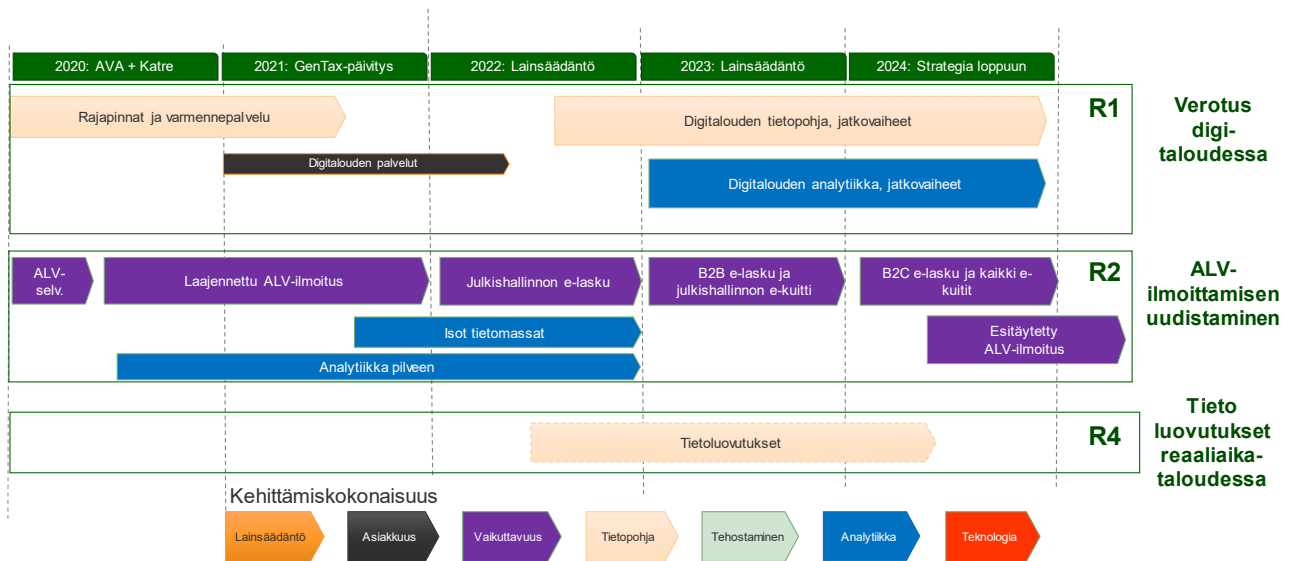 2020: AVA + Katre
2021: GenTax-päivitys
2022: Lainsäädäntö
2023: Lainsäädäntö
2024: Strategia loppuun
R1
Verotus
digi-
taloudessa
Rajapinnat ja varmennepalvelu
Digitalouden tietopohja, jatkovaiheet
Digitalouden palvelut
Digitalouden analytiikka, jatkovaiheet
R2
ALV-
ilmoittamisen
uudistaminen
ALV-
selv.
Laajennettu ALV-ilmoitus
Julkishallinnon e-lasku
B2B e-lasku ja
julkishallinnon e-kuitti
B2C e-lasku ja kaikki e-
kuitit
Isot tietomassat
Esitäytetty
ALV-ilmoitus
Analytiikka pilveen
R4
Tieto
luovutukset
reaaliaika-
taloudessa
Tietoluovutukset
Kehittämiskokonaisuus
Lainsäädäntö
Asiakkuus
Vaikuttavuus
Tietopohja
Tehostaminen
Analytiikka
Teknologia